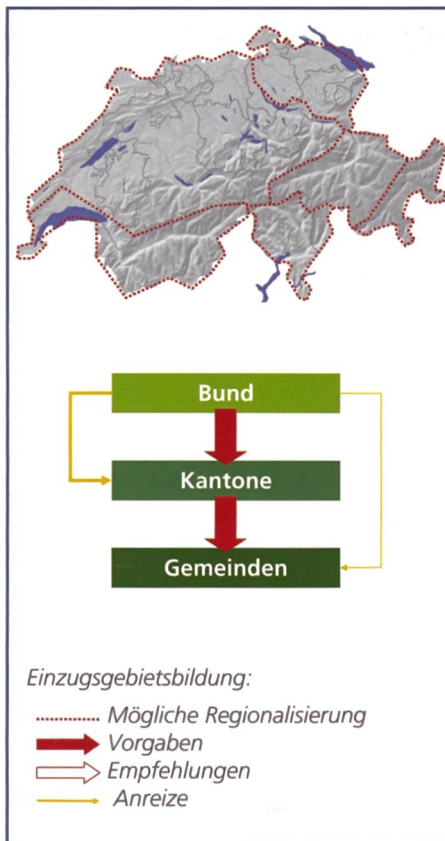 Bund
Kantone
Gemeinden
Einzugsgebietsbildung:
Mögliche Regionalisierung
Vorgaben
Empfehlungen
Anreize